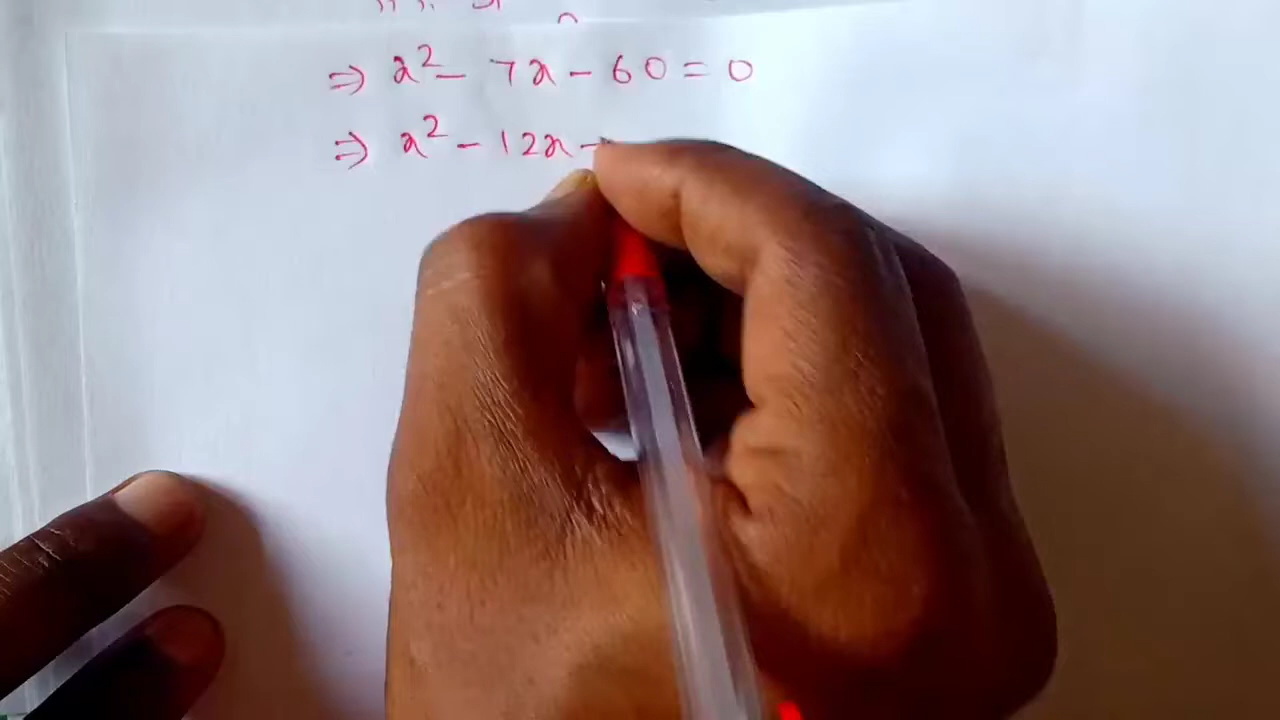 ⇒ x² - 7x - 60 = 0
⇒ x² - 12x +